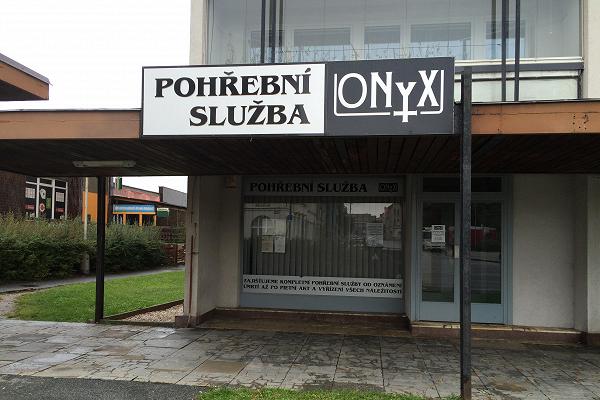 POHŘEBNÍ
SLUŽBA
ONYX
POHŘEBNÍ SLUŽBA ONYX
ZAJIŠŤUJEME KOMPLETNÍ POHŘEBNÍ SLUŽBY OD OZNÁMENÍ
ÚMRTÍ AŽ PO PIETNÍ AKT A VYŘÍZENÍ VŠECH NÁLEŽITOSTÍ